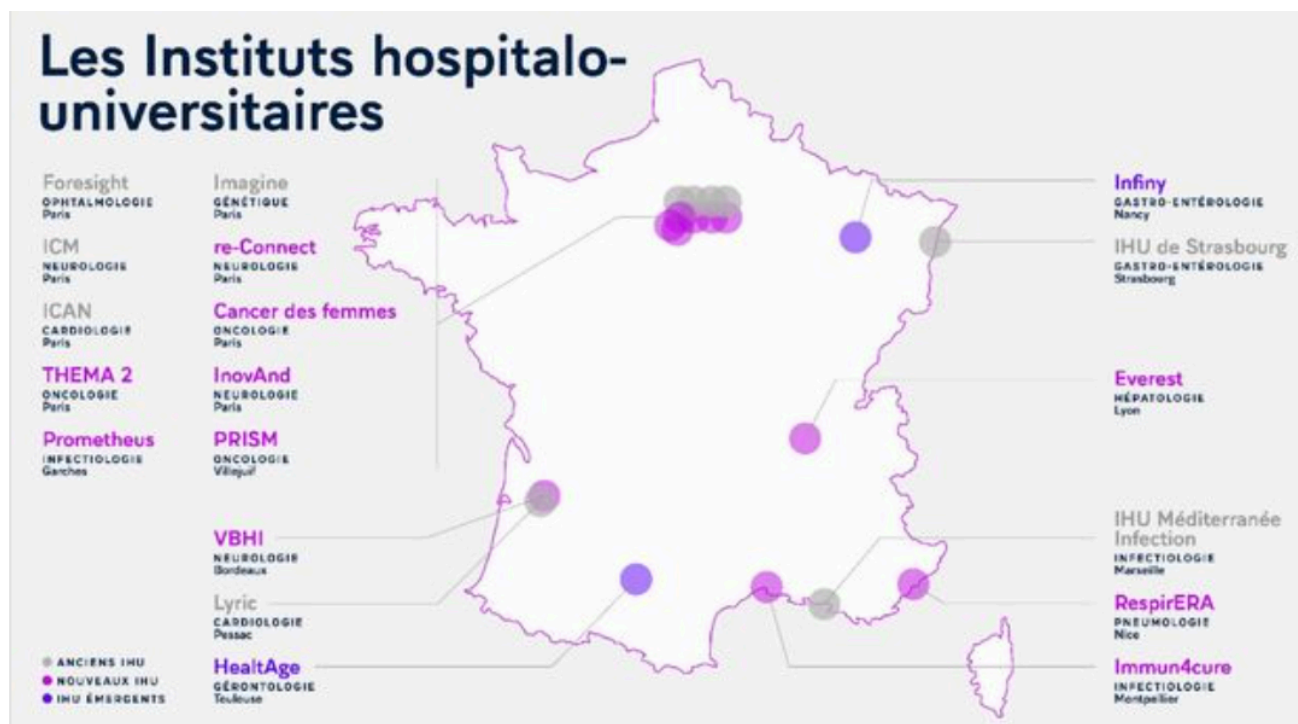 Les Instituts hospitalo-
universitaires
Foresight
OPHTALMOLOGIE
Paris
Imagine
GÉNÉTIQUE
Paris
ICM
NEUROLOGIE
Paris
re-Connect
NEUROLOGIE
Paris
ICAN
CARDIOLOGIE
Paris
Cancer des femmes
ONCOLOGIE
Paris
THEMA 2
ONCOLOGIE
Paris
InovAnd
NEUROLOGIE
Paris
Prometheus
INFECTIOLOGIE
Garches
PRISM
ONCOLOGIE
Villejuif
VBHI
NEUROLOGIE
Bordeaux
Lyric
CARDIOLOGIE
Pessac
HealtAge
GÉRONTOLOGIE
Toulouse
ANCIENS IHU
NOUVEAUX IHU
IHU ÉMERGENTS
Infiny
GASTRO-ENTÉROLOGIE
Nancy
IHU de Strasbourg
GASTRO-ENTÉROLOGIE
Strasbourg
Everest
HÉPATOLOGIE
Lyon
IHU Méditerranée
Infection
INFECTIOLOGIE
Marseille
RespirERA
PNEUMOLOGIE
Nice
Immun4cure
INFECTIOLOGIE
Montpellier